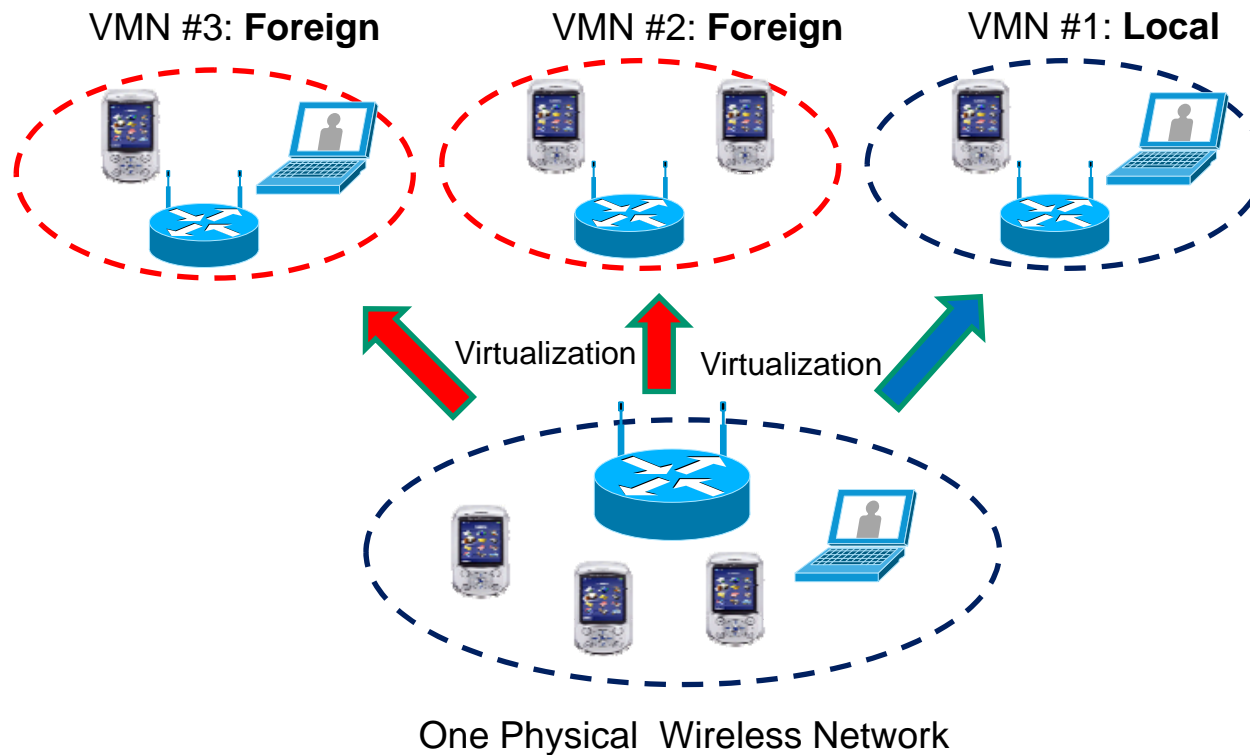 VMN #3: Foreign
VMN #2: Foreign
VMN #1: Local
Virtualization
Virtualization
One Physical  Wireless Network